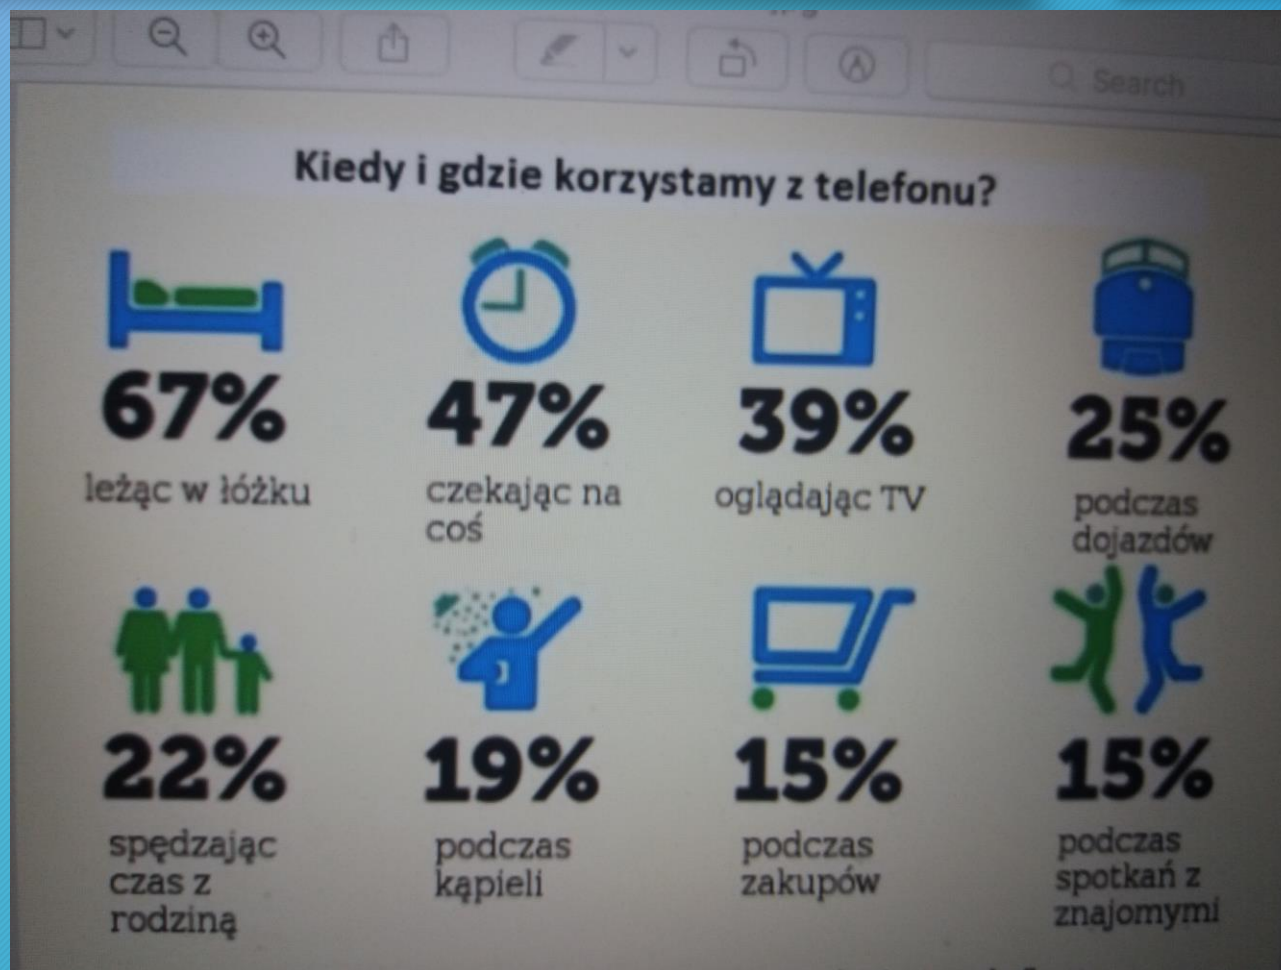 Search
Kiedy i gdzie korzystamy z telefonu?
67%
leżąc w łóżku
47%
czekając na
coś
39%
oglądając TV
25%
podczas
dojazdów
22%
spędzając
czas z
rodziną
19%
podczas
kąpieli
15%
podczas
zakupów
15%
podczas
spotkań z
znajomymi